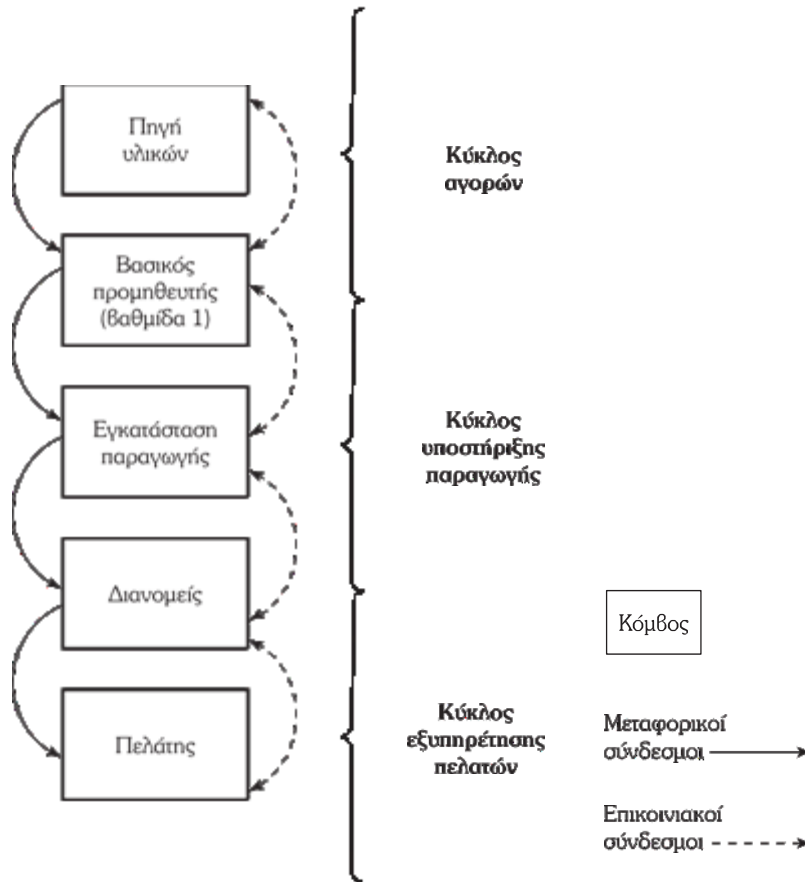 Πηγή
υλικών
Κύκλος
αγορών
Βασικός
προμηθευτής
(βαθμίδα 1)
Εγκατάσταση
παραγωγής
Κύκλος
υποστήριξης
παραγωγής
Διανομείς
Κόμβος
Πελάτης
Κύκλος
εξυπηρέτησης
πελατών
Μεταφορικοί
σύνδεσμοι
Επικοινιακοί
σύνδεσμοι